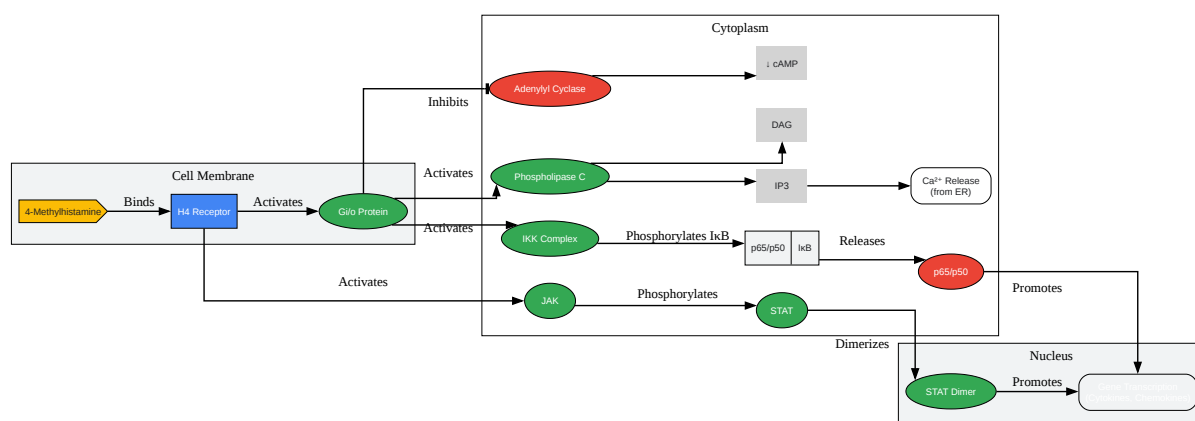 Cytoplasm
↓ cAMP
Adenylyl Cyclase
Inhibits
DAG
Cell Membrane
Activates
Phospholipase C
IP3
Ca²⁺ Release
(from ER)
4-Methylhistamine
Binds
H4 Receptor
Activates
Gi/o Protein
Activates
IKK Complex
Phosphorylates IκB
p65/p50
IκB
Releases
p65/p50
Activates
JAK
Phosphorylates
STAT
Promotes
Dimerizes
Nucleus
STAT Dimer
Promotes
Gene Transcription